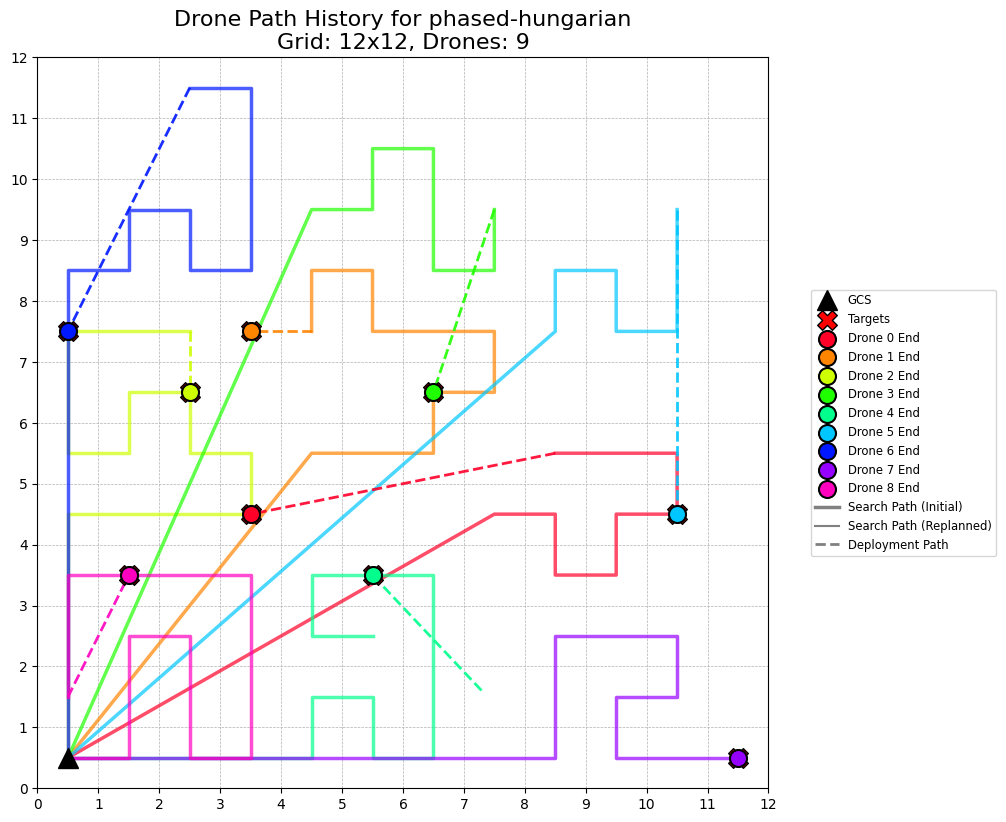 Drone Path History for phased-hungarian
Grid: 12x12, Drones: 9
12
11
10
9
8
7
6
5
4
3
2
1
0
0 1 2 3 4 5 6 7 8 9 10 11 12
GCS
Targets
Drone 0 End
Drone 1 End
Drone 2 End
Drone 3 End
Drone 4 End
Drone 5 End
Drone 6 End
Drone 7 End
Drone 8 End
Search Path (Initial)
Search Path (Replanned)
Deployment Path